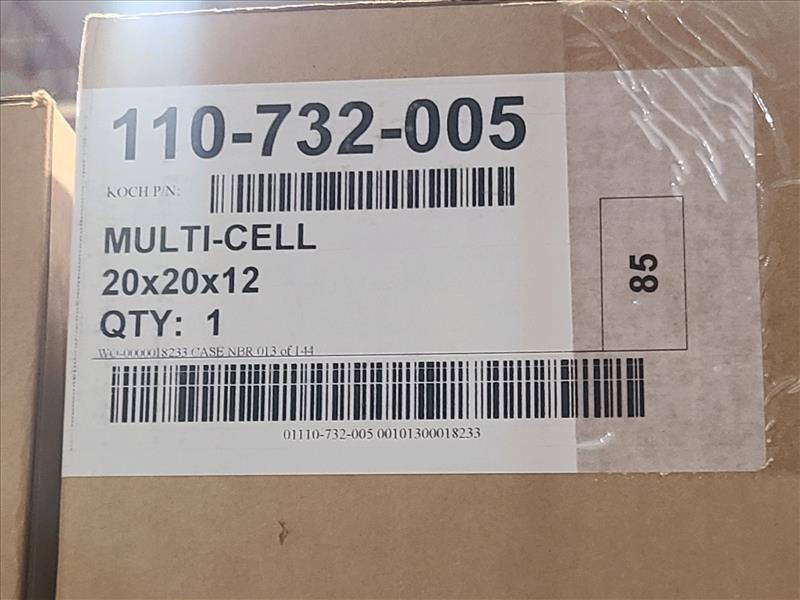 110-732-005
KOCH P/N:
MULTI-CELL
20x20x12
QTY: 1
WO-0000018233 CASE NBR 013 of 144
85
01110-732-005 00101300018233